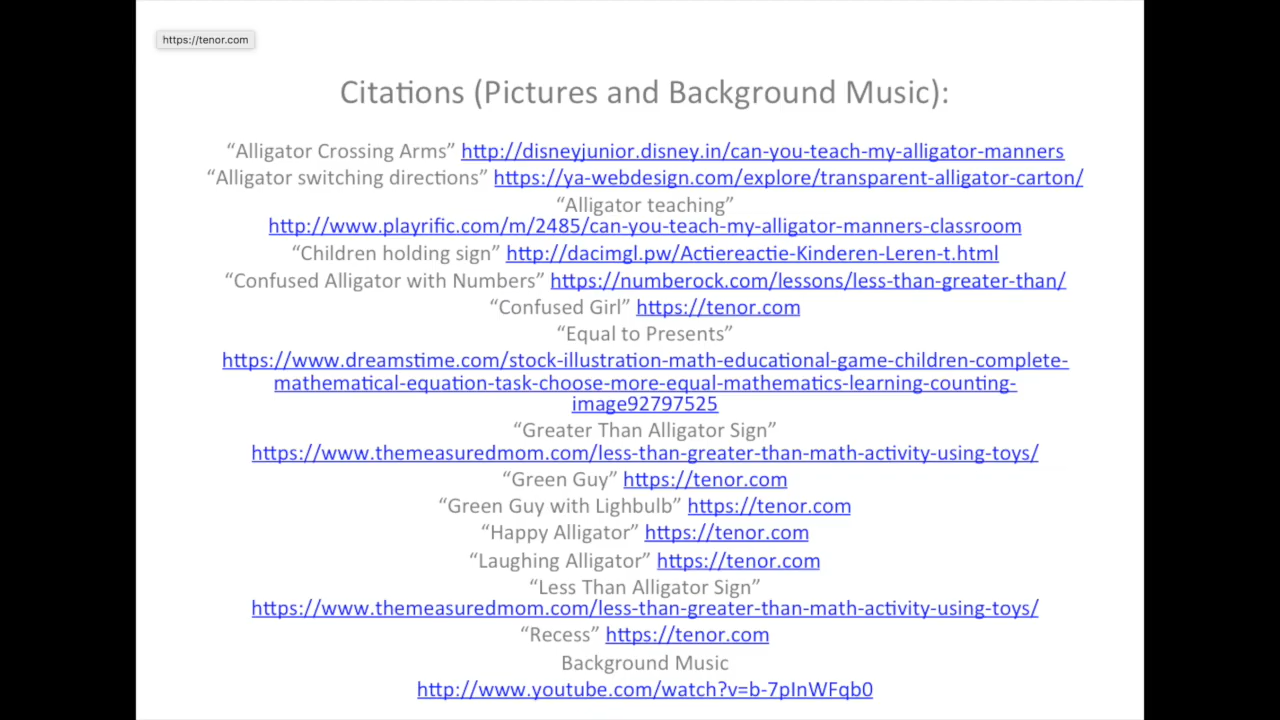 https://tenor.com
Citations (Pictures and Background Music):
“Alligator Crossing Arms” http://disneyjunior.disney.in/can-you-teach-my-alligator-manners
“Alligator switching directions” https://ya-webdesign.com/explore/transparent-alligator-carton/
“Alligator teaching”
http://www.playrific.com/m/2485/can-you-teach-my-alligator-manners-classroom
“Children holding sign” http://dacimgl.pw/Actiereactie-Kinderen-Leren-t.html
“Confused Alligator with Numbers” https://numberock.com/lessons/less-than-greater-than/
“Confused Girl” https://tenor.com
“Equal to Presents”
https://www.dreamstime.com/stock-illustration-math-educational-game-children-complete-
mathematical-equation-task-choose-more-equal-mathematics-learning-counting-
image92797525
“Greater Than Alligator Sign”
https://www.themeasuredmom.com/less-than-greater-than-math-activity-using-toys/
“Green Guy” https://tenor.com
“Green Guy with Lighbulb” https://tenor.com
“Happy Alligator” https://tenor.com
“Laughing Alligator” https://tenor.com
“Less Than Alligator Sign”
https://www.themeasuredmom.com/less-than-greater-than-math-activity-using-toys/
“Recess” https://tenor.com
Background Music
http://www.youtube.com/watch?v=b-7pInWFqb0